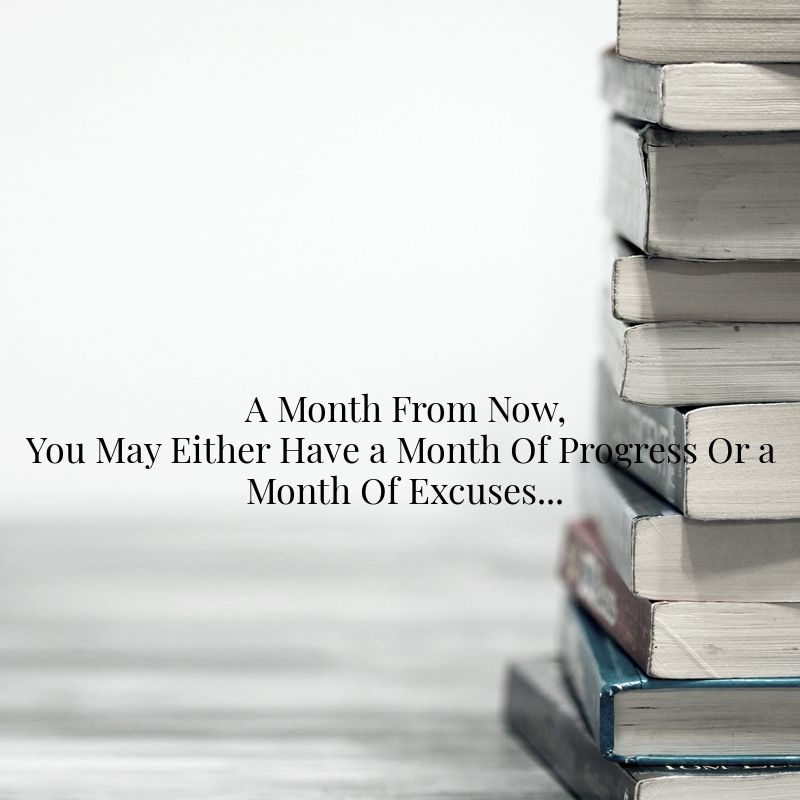 A Month From Now,
You May Either Have a Month Of Progress Or a
Month Of Excuses...